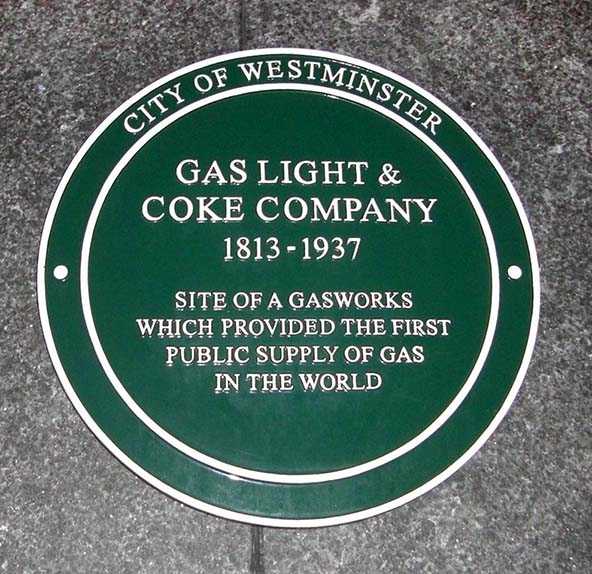 CITY OF WESTMINSTER
GAS LIGHT &
COKE COMPANY
1813-1937
SITE OF A GASWORKS
WHICH PROVIDED THE FIRST
PUBLIC SUPPLY OF GAS
IN THE WORLD